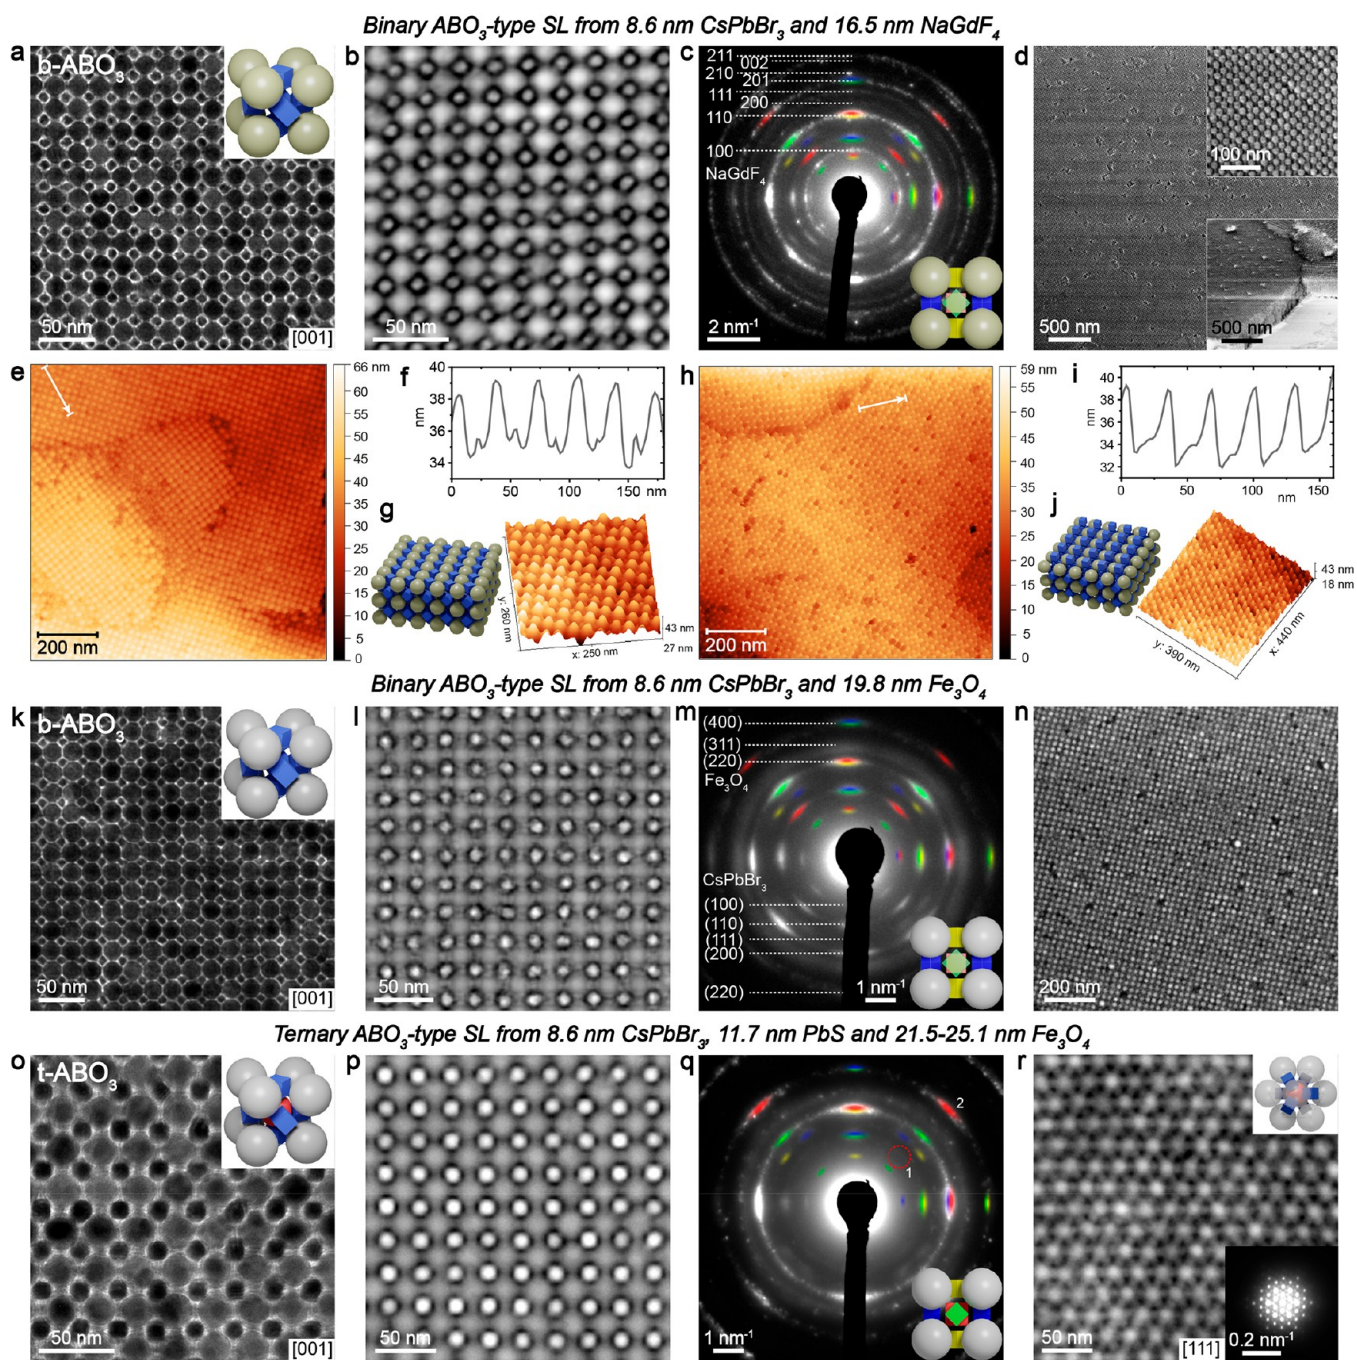 Binary ABO3-type SL from 8.6 nm CsPbBr3 and 16.5 nm NaGdF4
a
b-ABO3
50 nm
[001]
b
50 nm
c
211
002
210
201
111
200
110
100
NaGdF4
2 nm-1
d
100 nm
500 nm
500 nm
e
200 nm
66 nm
60
55
50
45
40
35
30
25
20
15
10
5
0
f
40
38
36
34
nm
0
50
100
150
nm
g
y: 260 nm
x: 250 nm
43 nm
27 nm
h
200 nm
59 nm
55
50
45
40
35
30
25
20
15
10
5
0
i
40
38
36
34
32
nm
0
50
100
150
nm
j
43 nm
18 nm
y: 390 nm
x: 440 nm
Binary ABO3-type SL from 8.6 nm CsPbBr3 and 19.8 nm Fe3O4
k
b-ABO3
50 nm
[001]
l
50 nm
m
(400)
(311)
(220)
Fe3O4
CsPbBr3
(100)
(110)
(111)
(200)
(220)
1 nm-1
n
200 nm
Ternary ABO3-type SL from 8.6 nm CsPbBr3, 11.7 nm PbS and 21.5-25.1 nm Fe3O4
o
t-ABO3
50 nm
[001]
p
50 nm
q
2
1
1 nm-1
r
50 nm
[111]
0.2 nm-1